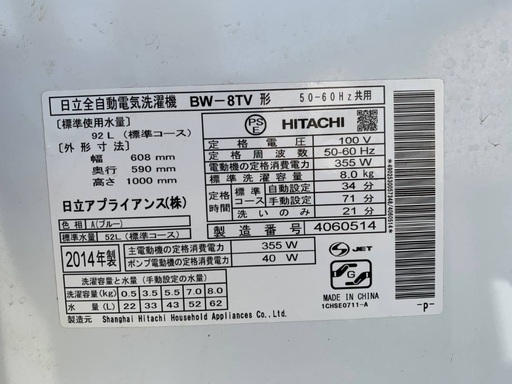 日立全自動電気洗濯機 BW-8TV 形 50-60Hz共用
[標準使用水量]
92L (標準コース)
[外形寸法]
幅 608 mm
奥行 590 mm
高さ 1000 mm
日立アプライアンス(株)
色相 A(ブルー)
標準水量 52L(標準コース)
PS E HITACHI
定格電圧 100 V
定格周波数 50-60 Hz
電動機の定格消費電力 355 W
標準洗濯容量 8.0 kg
定格時間 標準コース 自動設定 34 分
手動設定 71 分
洗いのみ 21 分
製造番号 4060514
2014年製
主電動機の定格消費電力 355 W
ポンプ電動機の定格消費電力 40 W
洗濯容量と水量 (手動設定の水量)
洗濯容量(kg) 0.5 3.5 5.5 7.0 8.0
水量(L) 22 33 43 52 62
製造元 Shanghai Hitachi Household Appliances Co.,Ltd.
S JET
G
MADE IN CHINA
1CHSE0711-A
-P-